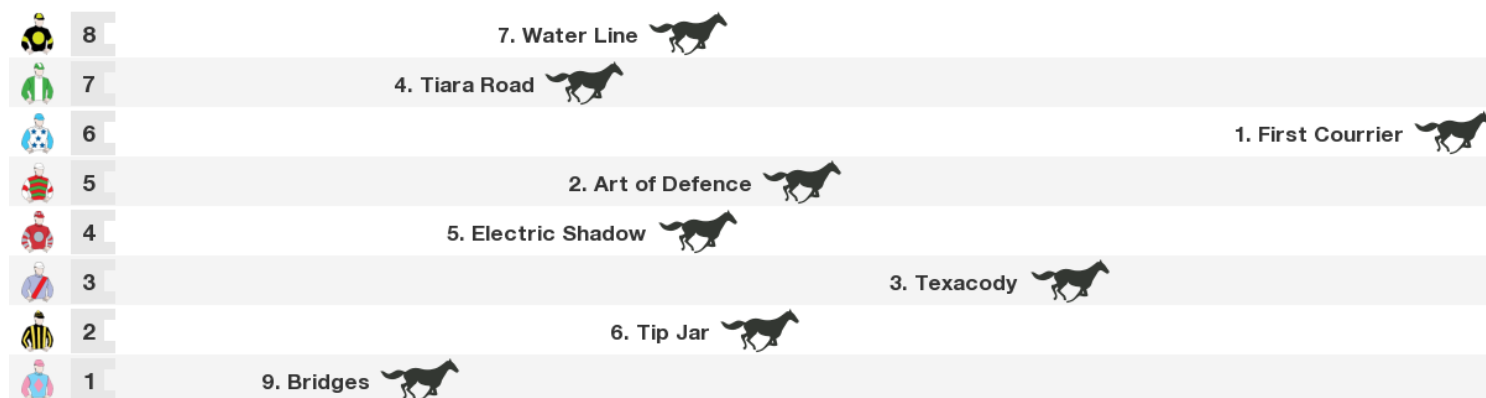 8 7. Water Line
7 4. Tiara Road
6 1. First Courrier
5 2. Art of Defence
4 5. Electric Shadow
3 3. Texacody
2 6. Tip Jar
1 9. Bridges